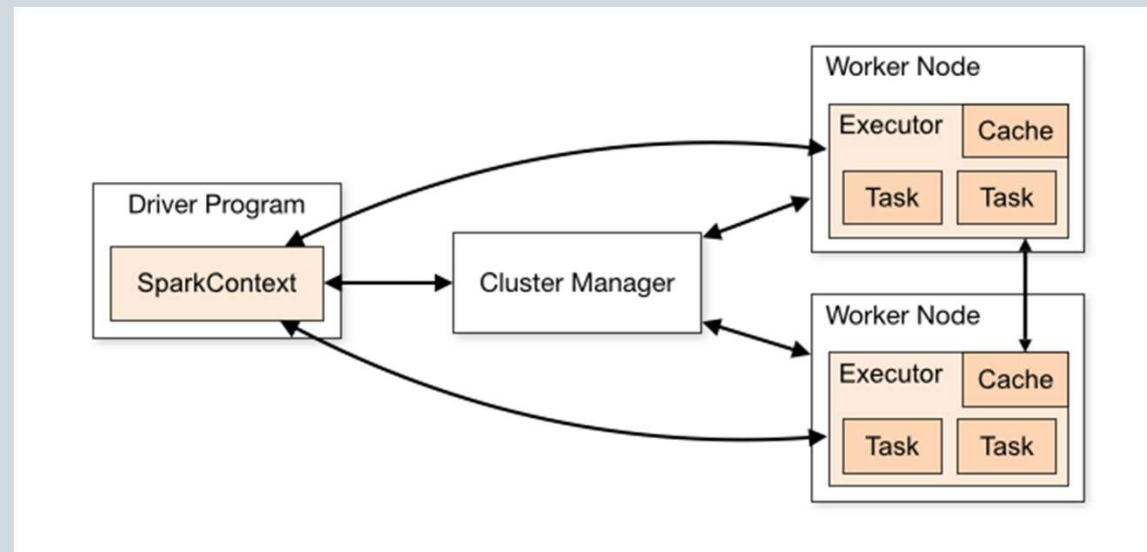 Driver Program
SparkContext
Cluster Manager
Worker Node
Executor
Cache
Task
Task
Worker Node
Executor
Cache
Task
Task